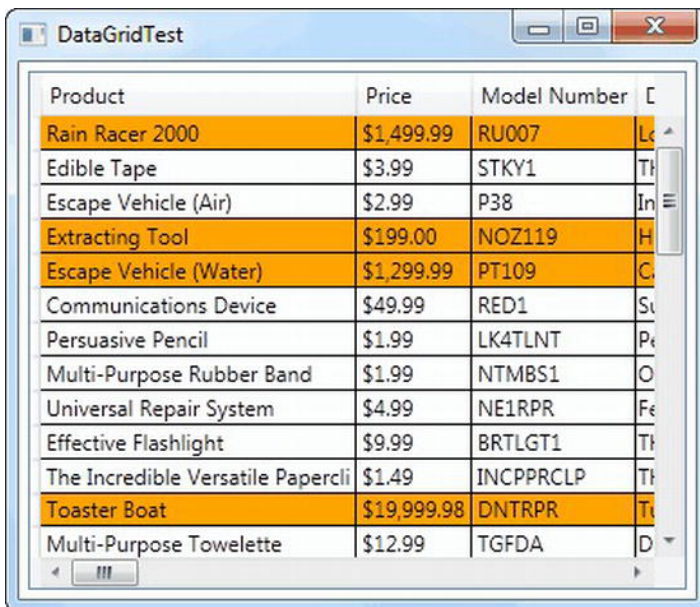 DataGridTest
Product Price Model Number
Rain Racer 2000 $1,499.99 RU007
Edible Tape $3.99 STKY1
Escape Vehicle (Air) $2.99 P38 In
Extracting Tool $199.00 NOZ119
Escape Vehicle (Water) $1,299.99 PT109
Communications Device $49.99 RED1
Persuasive Pencil $1.99 LK4TLNT
Multi-Purpose Rubber Band $1.99 NTMBS1
Universal Repair System $4.99 NE1RPR
Effective Flashlight $9.99 BRTLGT1
The Incredible Versatile Papercli $1.49 INCPPRCLP
Toaster Boat $19,999.98 DNTRPR
Multi-Purpose Towelette $12.99 TGFDA